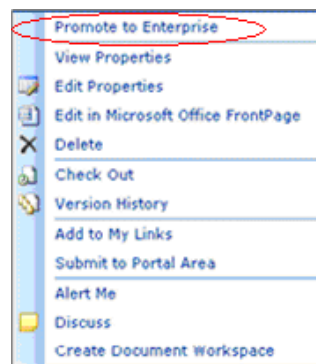 Promote to Enterprise
View Properties
Edit Properties
Edit in Microsoft Office FrontPage
Delete
Check Out
Version History
Add to My Links
Submit to Portal Area
Alert Me
Discuss
Create Document Workspace